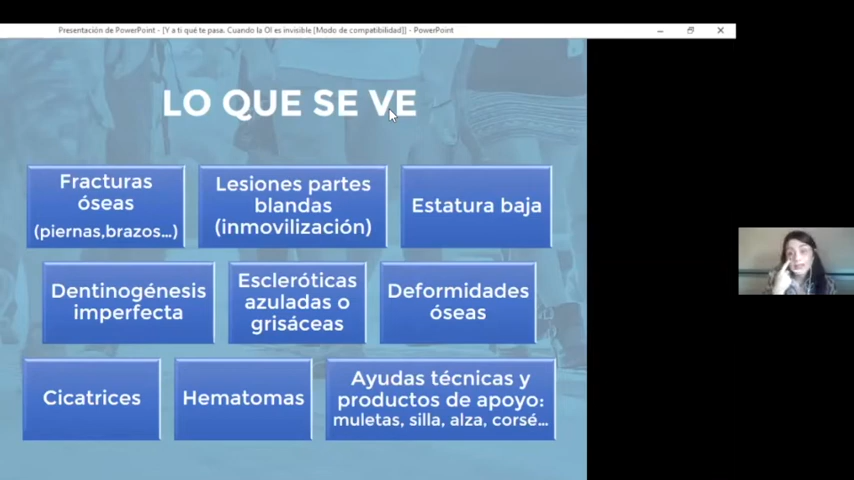 Presentación de PowerPoint - [Y a ti qué te pasa. Cuando la OI es invisible [Modo de compatibilidad]] - PowerPoint
LO QUE SE VE
Fracturas
óseas
(piernas,brazos...)
Lesiones partes
blandas
(inmovilización)
Estatura baja
Dentinogénesis
imperfecta
Escleróticas
azuladas o
grisáceas
Deformidades
óseas
Cicatrices
Hematomas
Ayudas técnicas y
productos de apoyo:
muletas, silla, alza, corsé...